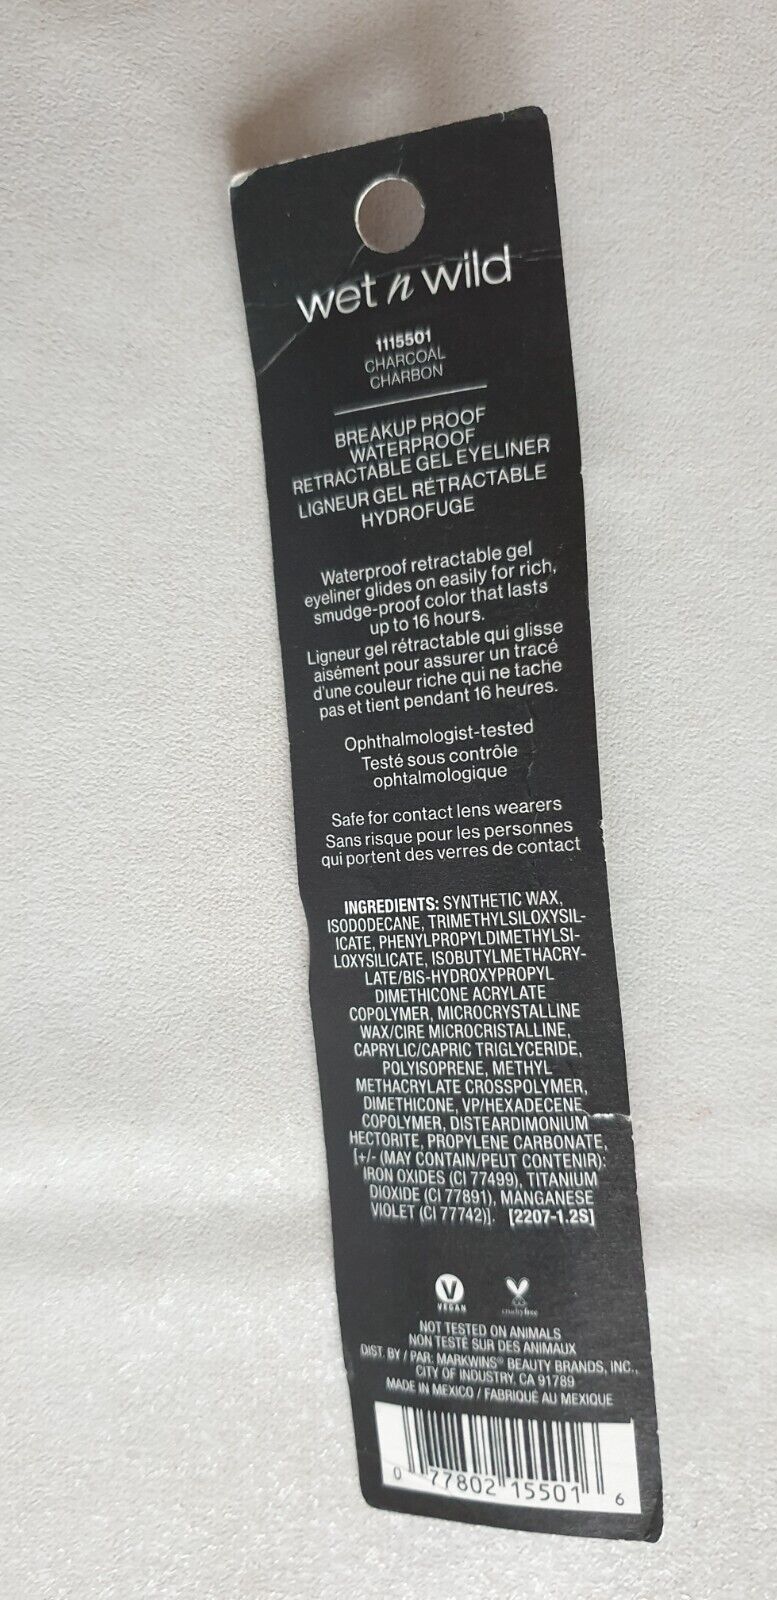 wet n wild
1115501
CHARCOAL
CHARBON
BREAKUP PROOF
WATERPROOF
RETRACTABLE GEL EYELINER
LIGNEUR GEL RÉTRACTABLE
HYDROFUGE
Waterproof retractable gel
eyeliner glides on easily for rich,
smudge-proof color that lasts
up to 16 hours.
Ligneur gel rétractable qui glisse
aisément pour assurer un tracé
d'une couleur riche qui ne tache
pas et tient pendant 16 heures.
Ophthalmologist-tested
Testé sous contrôle
ophtalmologique
Safe for contact lens wearers
Sans risque pour les personnes
qui portent des verres de contact
INGREDIENTS: SYNTHETIC WAX,
ISODODECANE, TRIMETHYLSILOXYSIL-
ICATE, PHENYLPROPYLDIMETHYLSI-
LOXYSILICATE, ISOBUTYLMETHACRY-
LATE/BIS-HYDROXYPROPYL
DIMETHICONE ACRYLATE
COPOLYMER, MICROCRYSTALLINE
WAX/CIRE MICROCRISTALLINE,
CAPRYLIC/CAPRIC TRIGLYCERIDE,
POLYISOPRENE, METHYL
METHACRYLATE CROSSPOLYMER,
DIMETHICONE, VP/HEXADECENE
COPOLYMER, DISTEARDIMONIUM
HECTORITE, PROPYLENE CARBONATE,
[+/- (MAY CONTAIN/PEUT CONTENIR):
IRON OXIDES (CI 77499), TITANIUM
DIOXIDE (CI 77891), MANGANESE
VIOLET (CI 77742)]. [2207-1.2S]
V
VEGAN
crueltyfree
NOT TESTED ON ANIMALS
NON TESTÉ SUR DES ANIMAUX
DIST. BY / PAR: MARKWINS® BEAUTY BRANDS, INC.,
CITY OF INDUSTRY, CA 91789
MADE IN MEXICO / FABRIQUÉ AU MEXIQUE
0 77802 15501 6